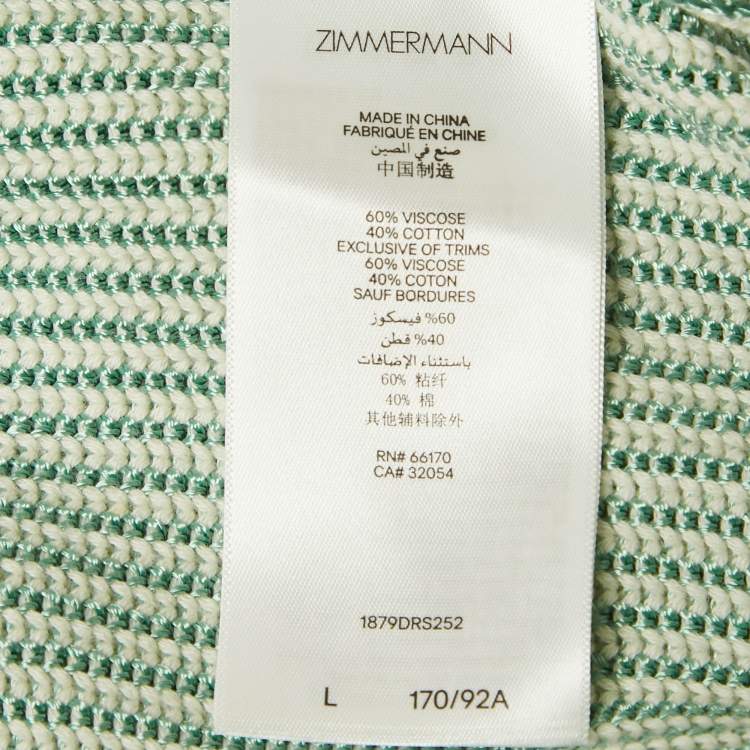 ZIMMERMANN
MADE IN CHINA
FABRIQUÉ EN CHINE
صنع في المصين
中国制造
60% VISCOSE
40% COTTON
EXCLUSIVE OF TRIMS
60% VISCOSE
40% COTON
SAUF BORDURES
60% فيسكوز
40% قطن
باستثناء الإضافات
60% 粘纤
40% 棉
其他辅料除外
RN# 66170
CA# 32054
1879DRS252
L 170/92A